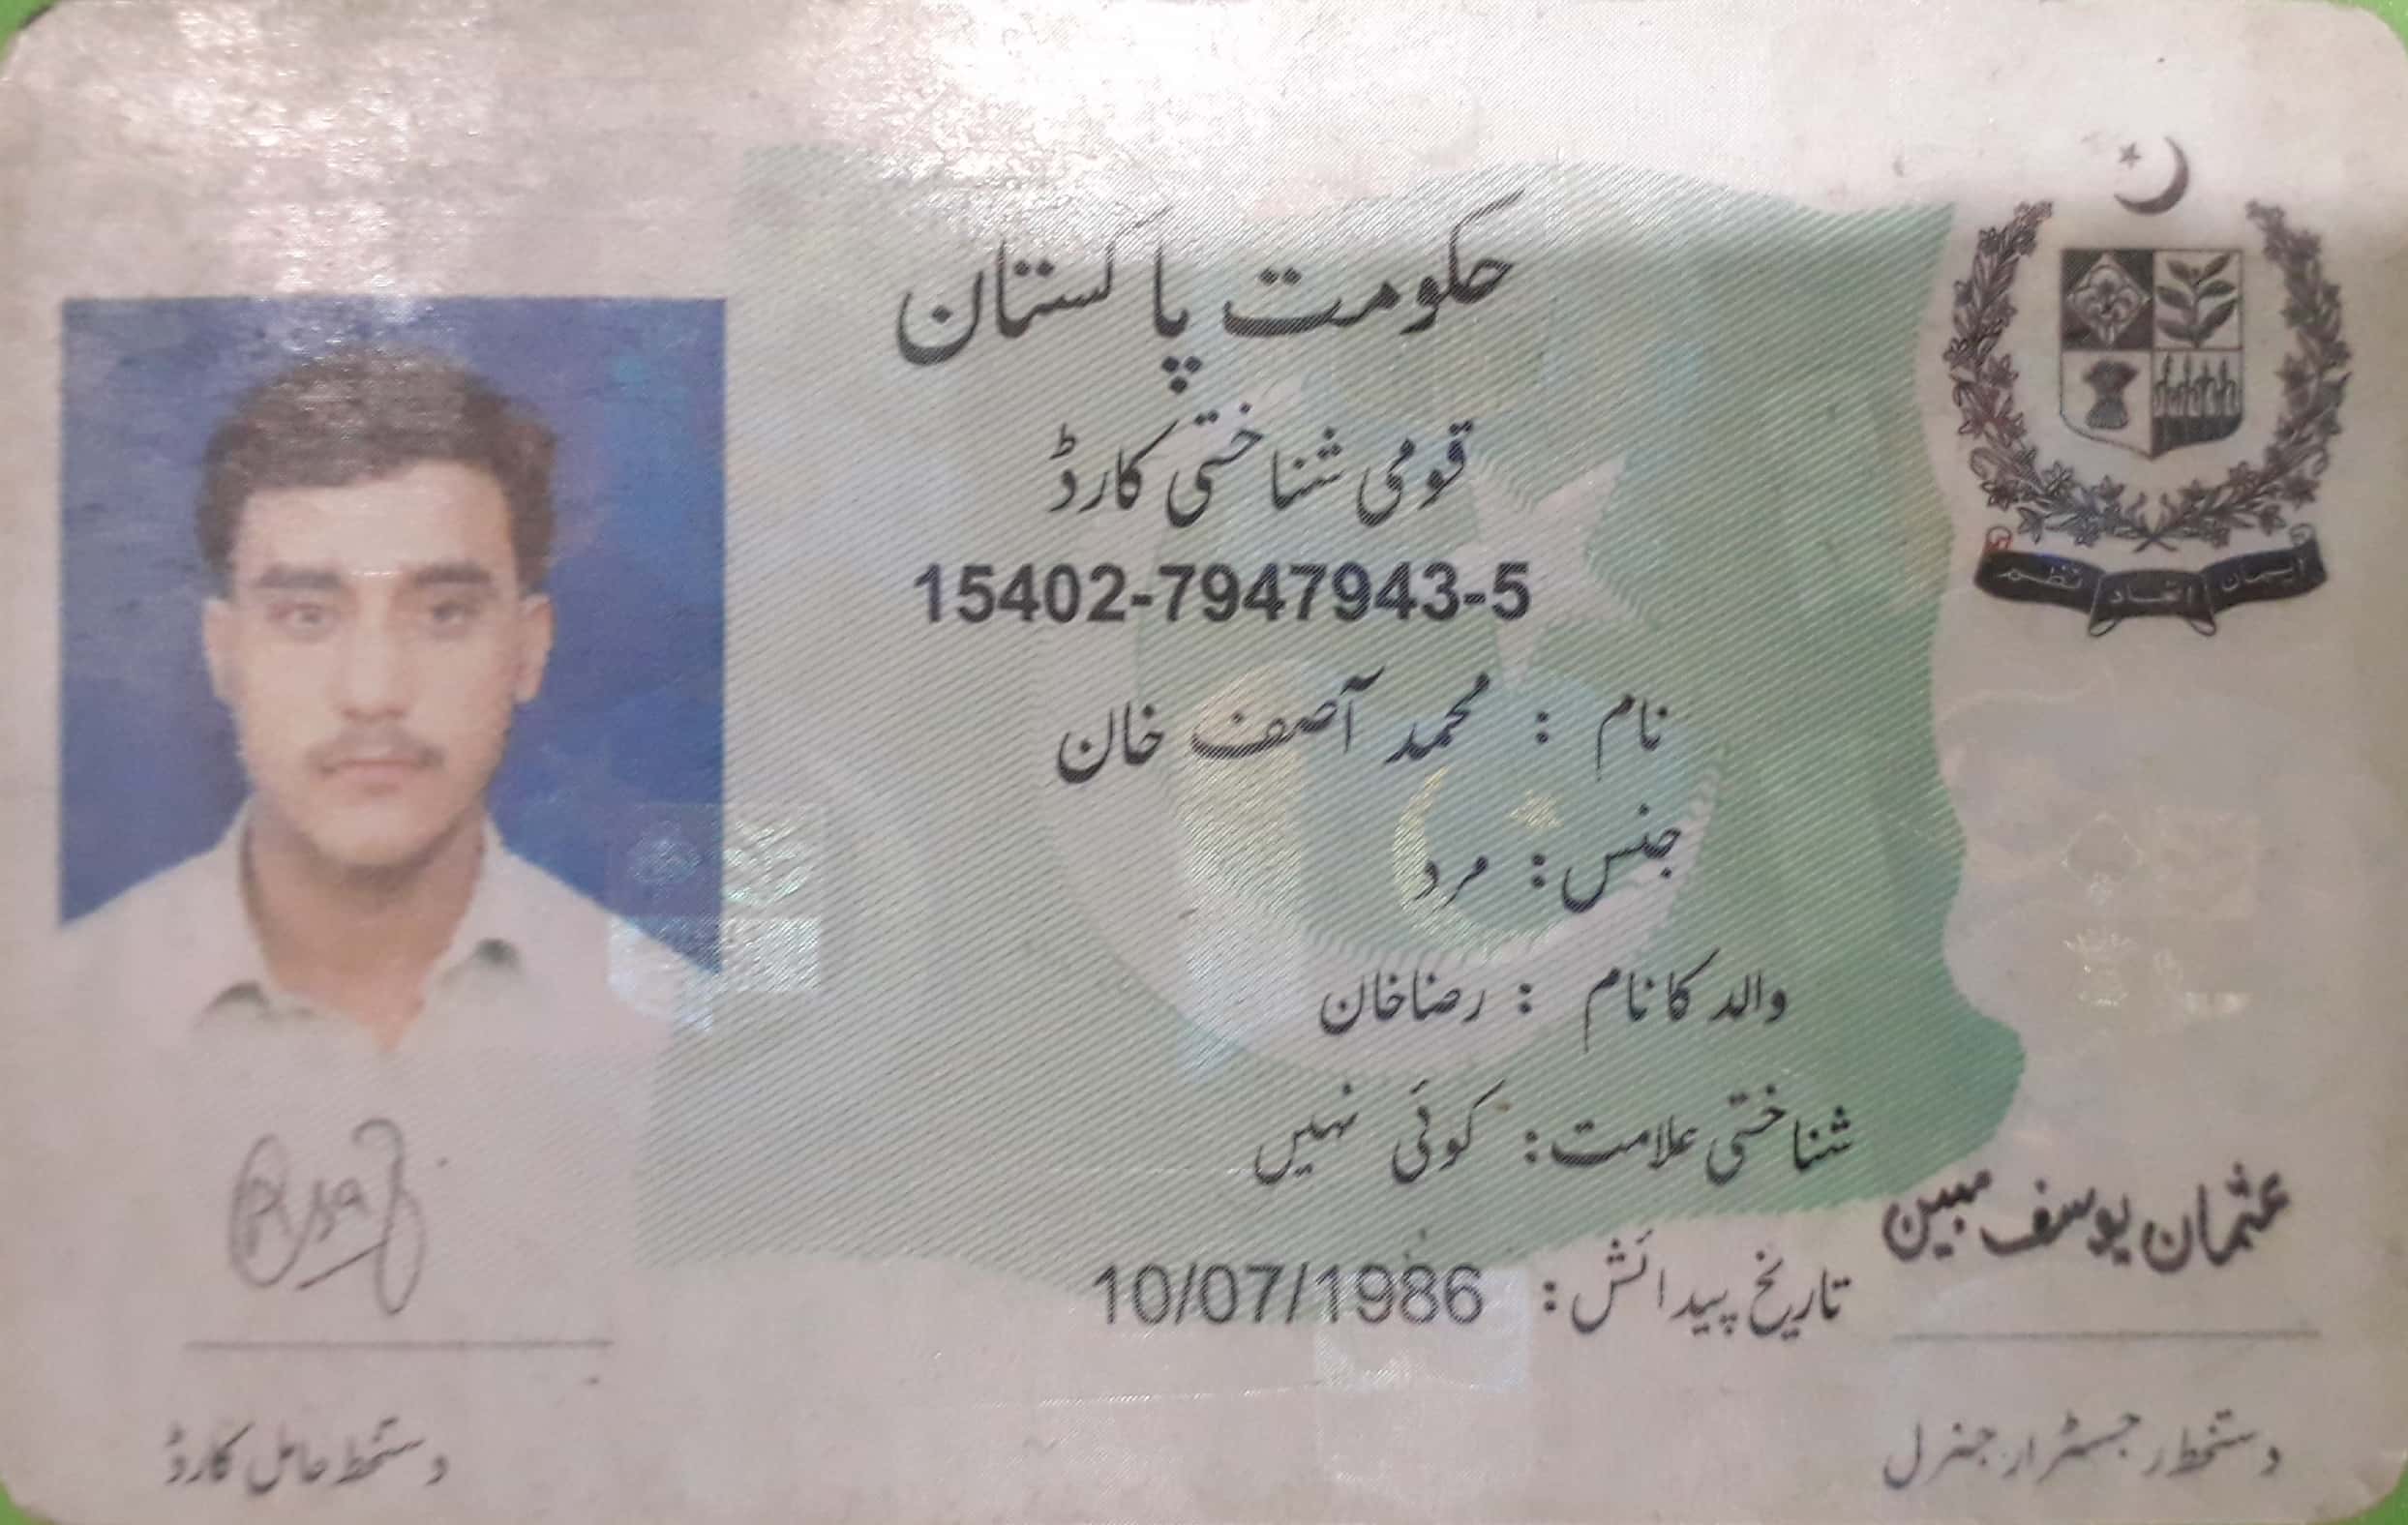 حکومت پاکستان
قومی شناختی کارڈ
15402-7947943-5
نام : محمد آصف خان
جنس : مرد
والد کا نام : رضا خان
شناختی علامت : کوئی نہیں
تاریخ پیدائش : 10/07/1986
ایمان اتحاد نظم
عثمان یوسف مبین
دستخط رجسٹرار جنرل
دستخط حامل کارڈ